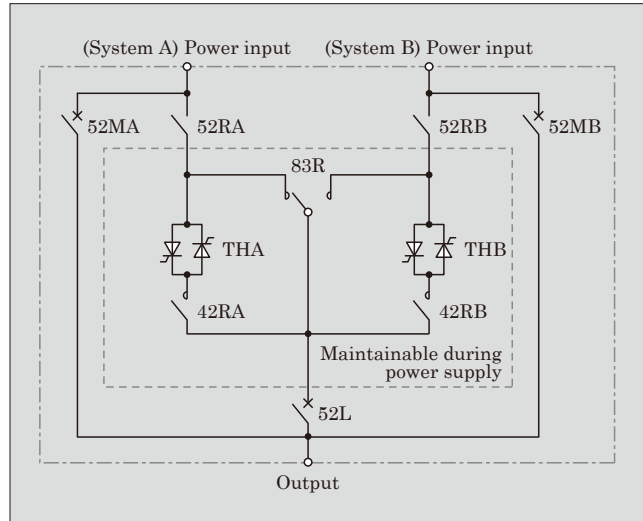 (System A) Power input
(System B) Power input
52MA
52RA
52RB
52MB
83R
THA
THB
42RA
42RB
Maintainable during
power supply
52L
Output